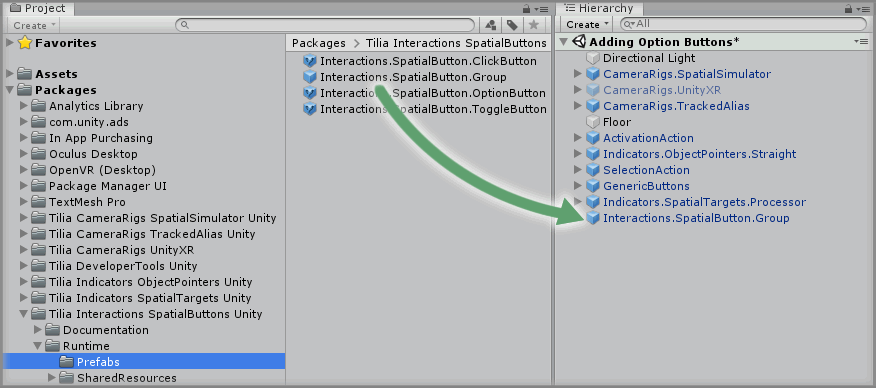 Project
Create
Favorites
Assets
Packages
Analytics Library
com.unity.ads
In App Purchasing
Oculus Desktop
OpenVR (Desktop)
Package Manager UI
TextMesh Pro
Tilia CameraRigs SpatialSimulator Unity
Tilia CameraRigs TrackedAlias Unity
Tilia CameraRigs UnityXR
Tilia DeveloperTools Unity
Tilia Indicators ObjectPointers Unity
Tilia Indicators SpatialTargets Unity
Tilia Interactions SpatialButtons Unity
Documentation
Runtime
Prefabs
SharedResources
Packages > Tilia Interactions SpatialButtons
Interactions.SpatialButton.ClickButton
Interactions.SpatialButton.Group
Interactions.SpatialButton.OptionButton
Interactions.SpatialButton.ToggleButton
Hierarchy
Create All
Adding Option Buttons*
Directional Light
CameraRigs.SpatialSimulator
CameraRigs.UnityXR
CameraRigs.TrackedAlias
Floor
ActivationAction
Indicators.ObjectPointers.Straight
SelectionAction
GenericButtons
Indicators.SpatialTargets.Processor
Interactions.SpatialButton.Group